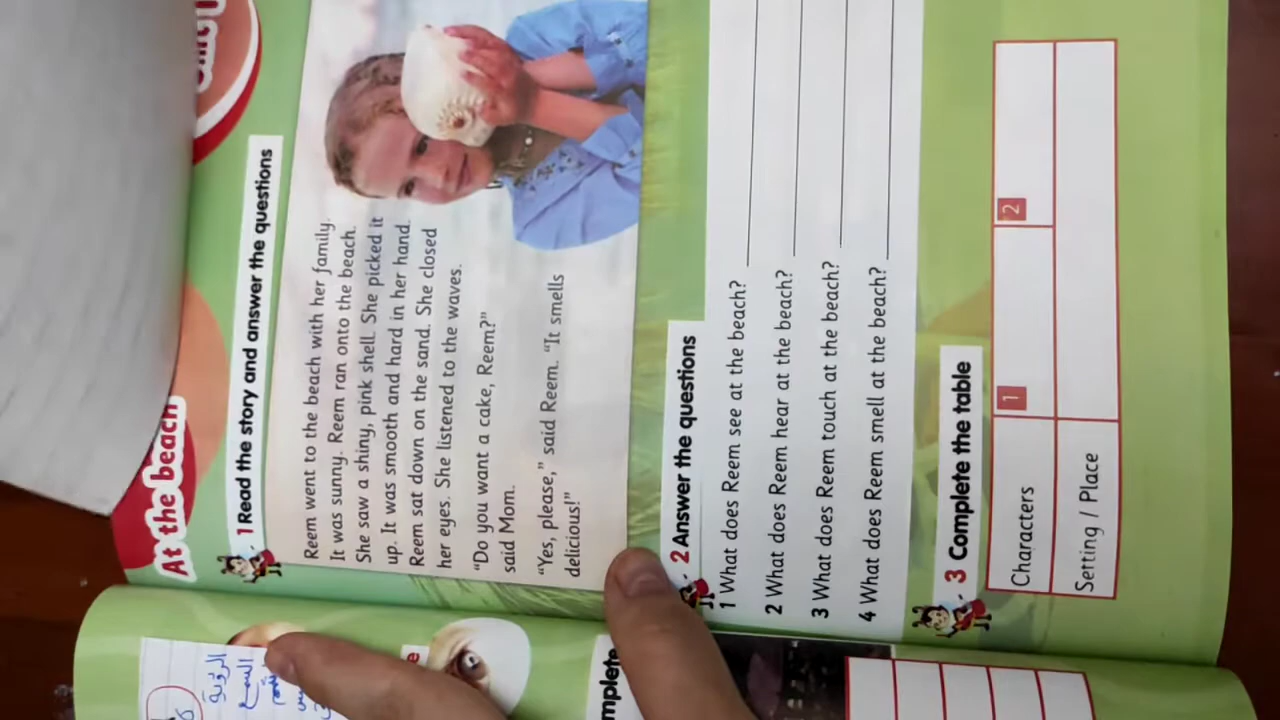 At the beach
Unit 1
1 Read the story and answer the questions
Reem went to the beach with her family.
It was sunny. Reem ran onto the beach.
She saw a shiny, pink shell. She picked it
up. It was smooth and hard in her hand.
Reem sat down on the sand. She closed
her eyes. She listened to the waves.
"Do you want a cake, Reem?"
said Mom.
"Yes, please," said Reem. "It smells
delicious!"
2 Answer the questions
1 What does Reem see at the beach?
2 What does Reem hear at the beach?
3 What does Reem touch at the beach?
4 What does Reem smell at the beach?
3 Complete the table
Characters 1 2
Setting / Place
الرؤية
السمع